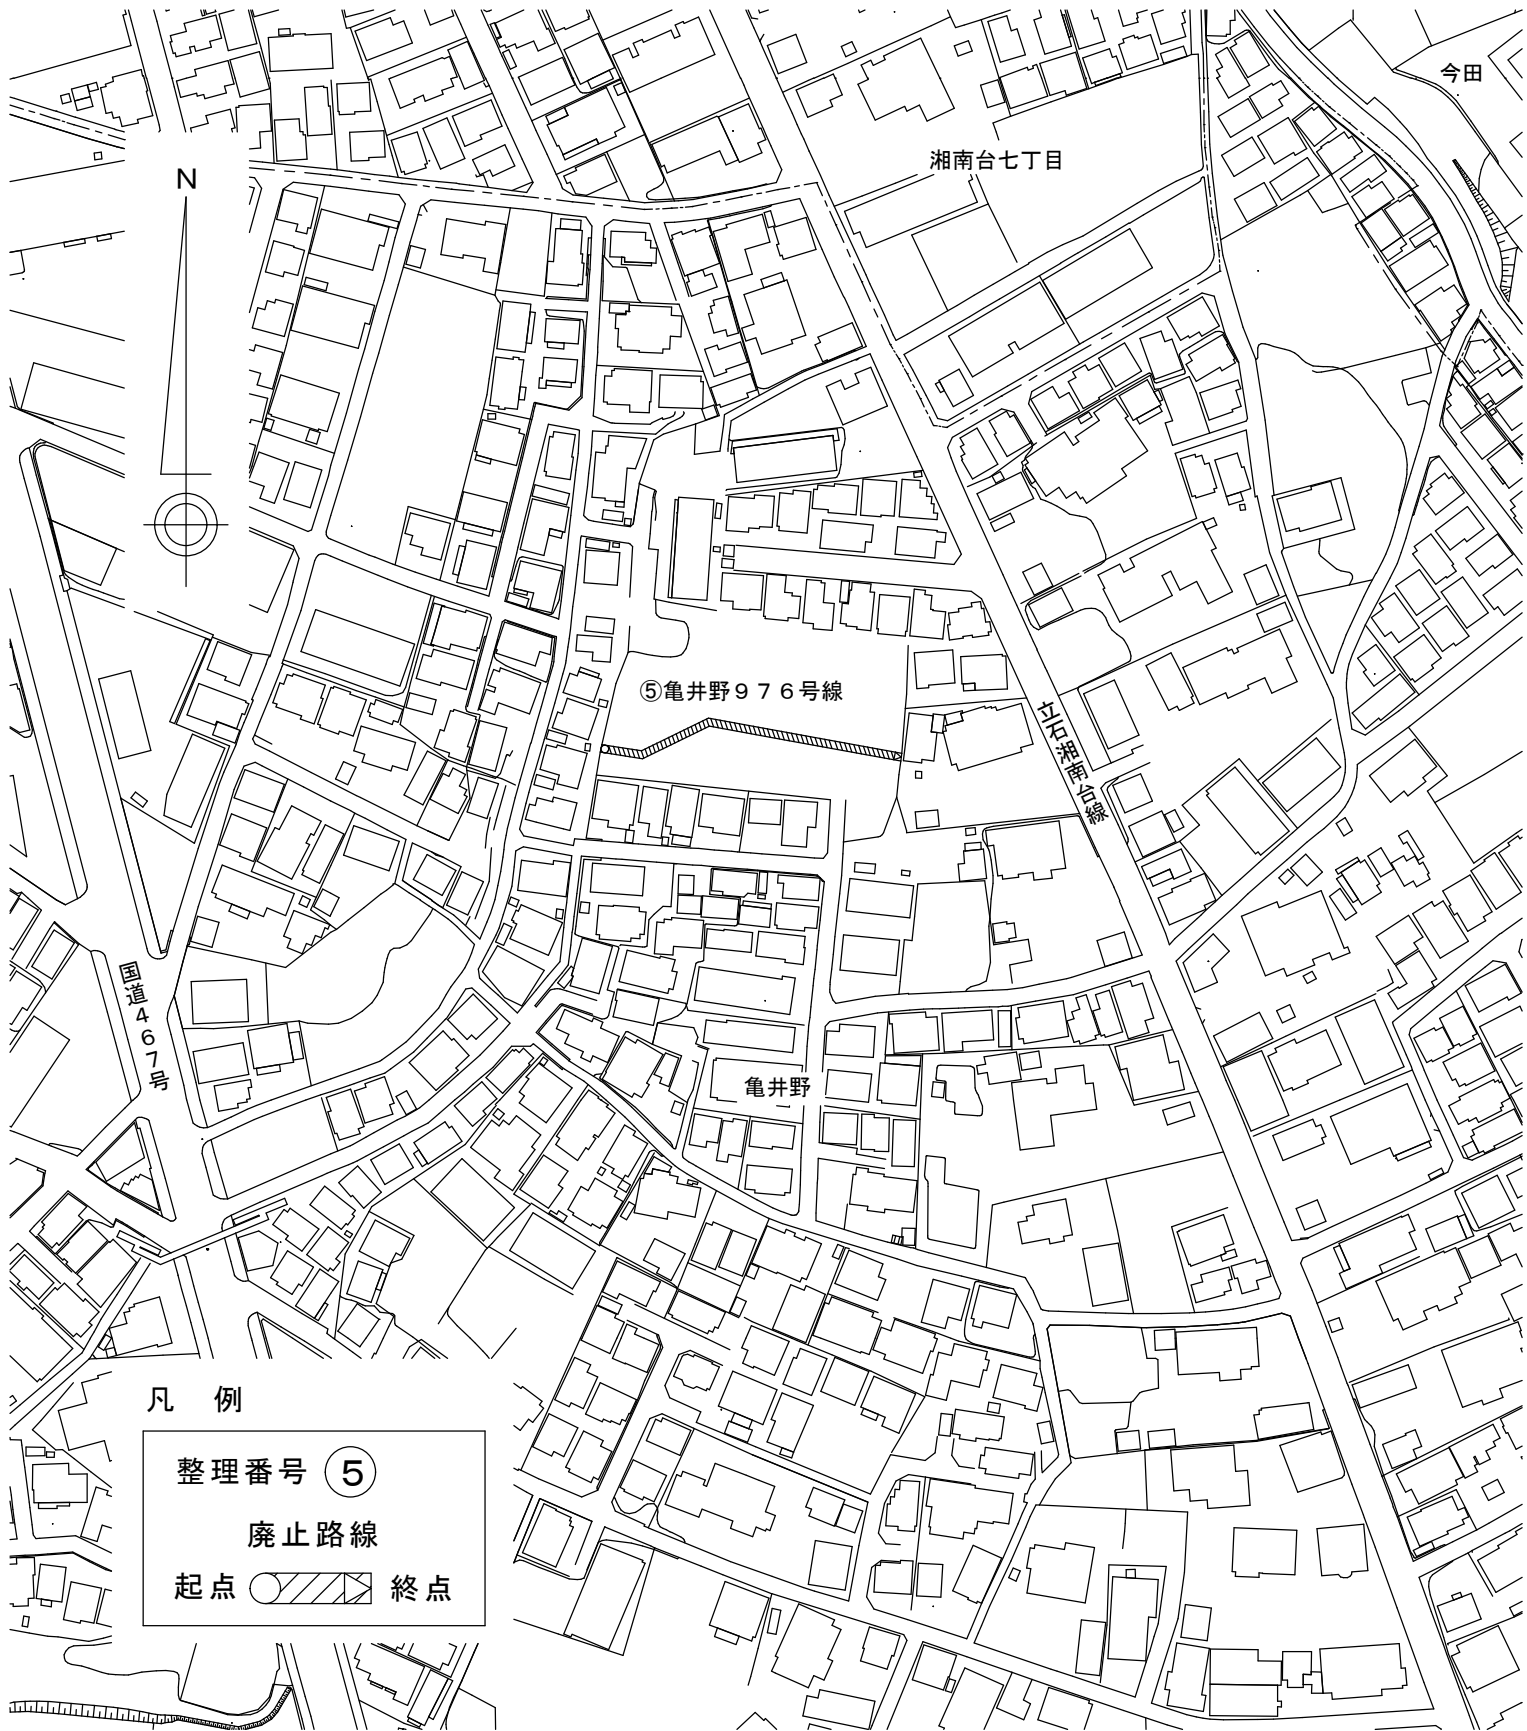 今田
湘南台七丁目
N
⑤亀井野976号線
立石湘南台線
国道467号
亀井野
凡 例
整理番号 ⑤
廃止路線
起点 終点